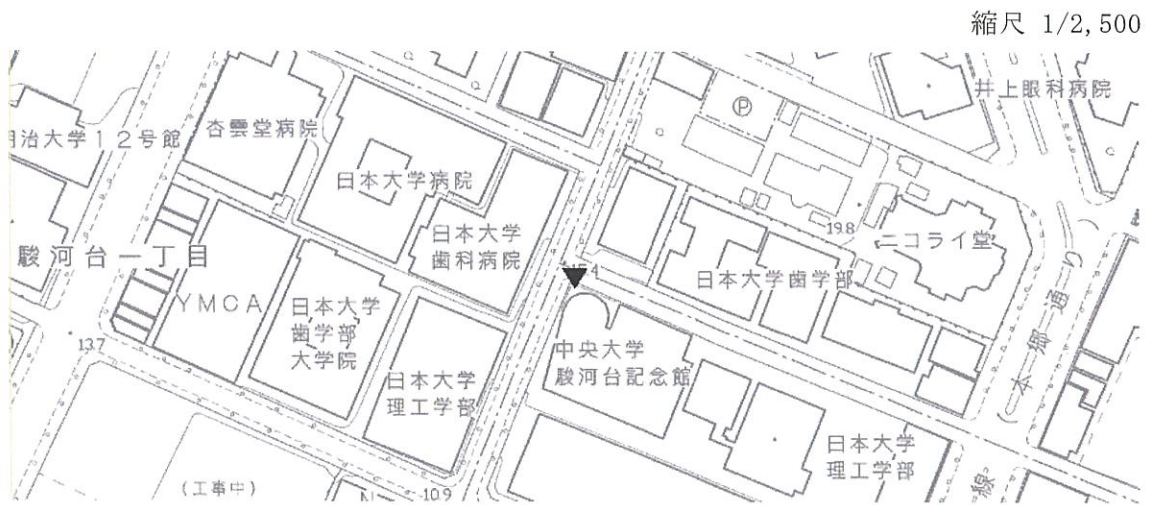 縮尺 1/2,500
井上眼科病院
Ⓟ
杏雲堂病院
治大学12号館
日本大学病院
日本大学
歯科病院
19.8
ニコライ堂
駿河台一丁目
日本大学歯学部
YMCA
日本大学
歯学部
大学院
本郷通り
13.7
中央大学
駿河台記念館
日本大学
理工学部
日本大学
理工学部
線
(工事中)
10.9